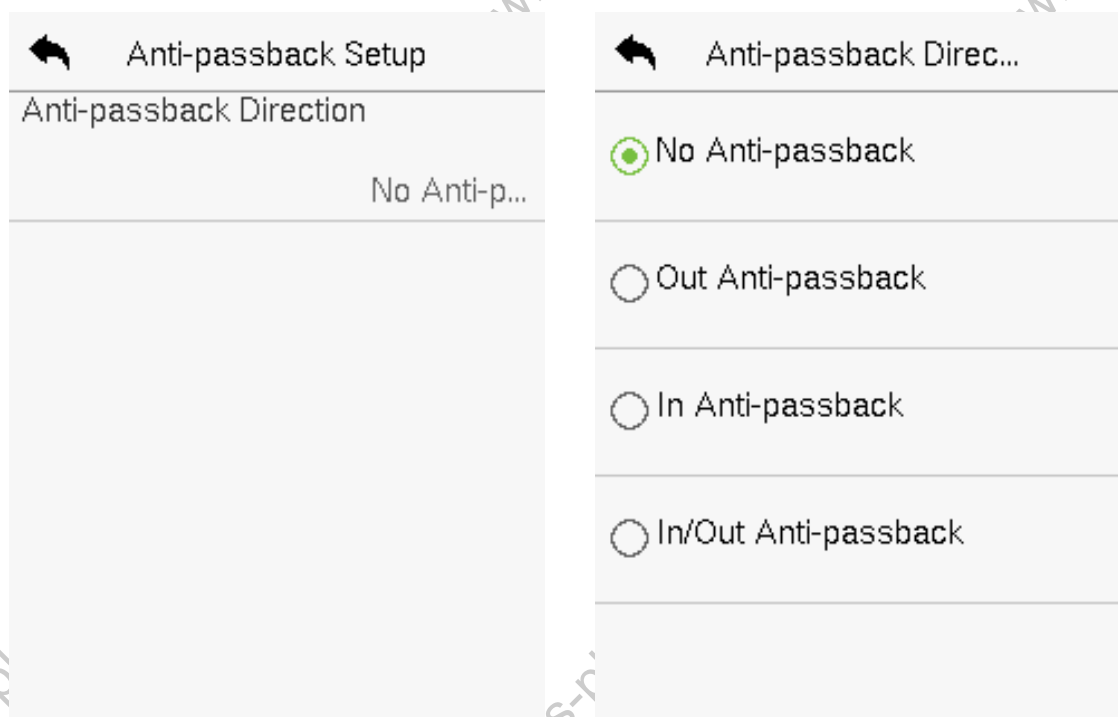 Anti-passback Setup
Anti-passback Direction
No Anti-p...
Anti-passback Direc...
No Anti-passback
Out Anti-passback
In Anti-passback
In/Out Anti-passback